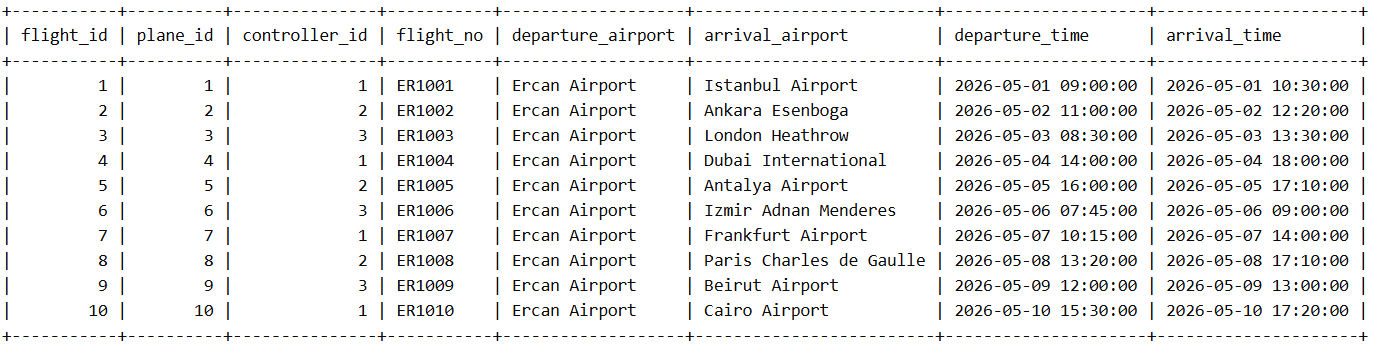 +-----------+----------+---------------+-----------+-------------------+-------------------------+---------------------+---------------------+
| flight_id | plane_id | controller_id | flight_no | departure_airport | arrival_airport         | departure_time      | arrival_time        |
+-----------+----------+---------------+-----------+-------------------+-------------------------+---------------------+---------------------+
|         1 |        1 |             1 | ER1001    | Ercan Airport     | Istanbul Airport        | 2026-05-01 09:00:00 | 2026-05-01 10:30:00 |
|         2 |        2 |             2 | ER1002    | Ercan Airport     | Ankara Esenboga         | 2026-05-02 11:00:00 | 2026-05-02 12:20:00 |
|         3 |        3 |             3 | ER1003    | Ercan Airport     | London Heathrow         | 2026-05-03 08:30:00 | 2026-05-03 13:30:00 |
|         4 |        4 |             1 | ER1004    | Ercan Airport     | Dubai International     | 2026-05-04 14:00:00 | 2026-05-04 18:00:00 |
|         5 |        5 |             2 | ER1005    | Ercan Airport     | Antalya Airport         | 2026-05-05 16:00:00 | 2026-05-05 17:10:00 |
|         6 |        6 |             3 | ER1006    | Ercan Airport     | Izmir Adnan Menderes    | 2026-05-06 07:45:00 | 2026-05-06 09:00:00 |
|         7 |        7 |             1 | ER1007    | Ercan Airport     | Frankfurt Airport       | 2026-05-07 10:15:00 | 2026-05-07 14:00:00 |
|         8 |        8 |             2 | ER1008    | Ercan Airport     | Paris Charles de Gaulle | 2026-05-08 13:20:00 | 2026-05-08 17:10:00 |
|         9 |        9 |             3 | ER1009    | Ercan Airport     | Beirut Airport          | 2026-05-09 12:00:00 | 2026-05-09 13:00:00 |
|        10 |       10 |             1 | ER1010    | Ercan Airport     | Cairo Airport           | 2026-05-10 15:30:00 | 2026-05-10 17:20:00 |
+-----------+----------+---------------+-----------+-------------------+-------------------------+---------------------+---------------------+